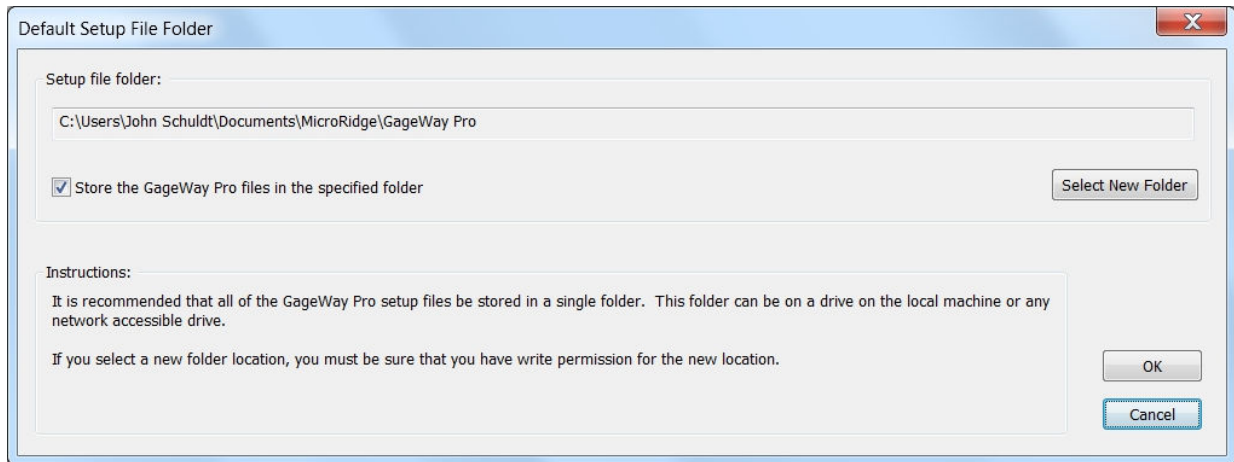 Default Setup File Folder
Setup file folder:
C:\Users\John Schuldt\Documents\MicroRidge\GageWay Pro
Store the GageWay Pro files in the specified folder
Select New Folder
Instructions:
It is recommended that all of the GageWay Pro setup files be stored in a single folder.  This folder can be on a drive on the local machine or any
network accessible drive.
If you select a new folder location, you must be sure that you have write permission for the new location.
OK
Cancel